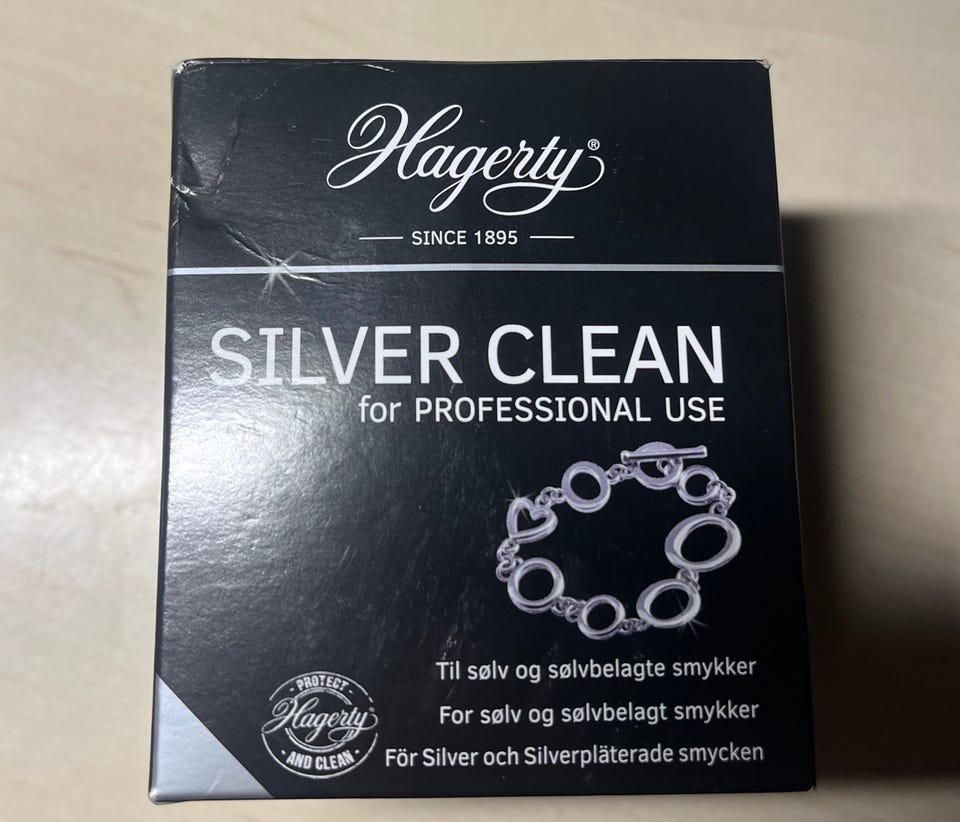 Hagerty®
SINCE 1895
SILVER CLEAN
for PROFESSIONAL USE
Til sølv og sølvbelagte smykker
For sølv og sølvbelagt smykker
För Silver och Silverpläterade smycken
PROTECT
Hagerty
AND CLEAN